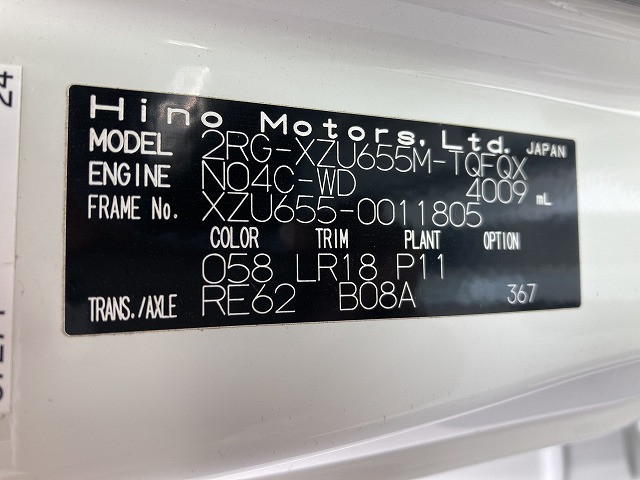 Hino Motors, Ltd. JAPAN
MODEL 2RG-XZU655M-TQFQX
ENGINE N04C-WD 4009 mL
FRAME No. XZU655-0011805
COLOR TRIM PLANT OPTION
058 LR18 P11
TRANS./AXLE RE62 B08A 367
24